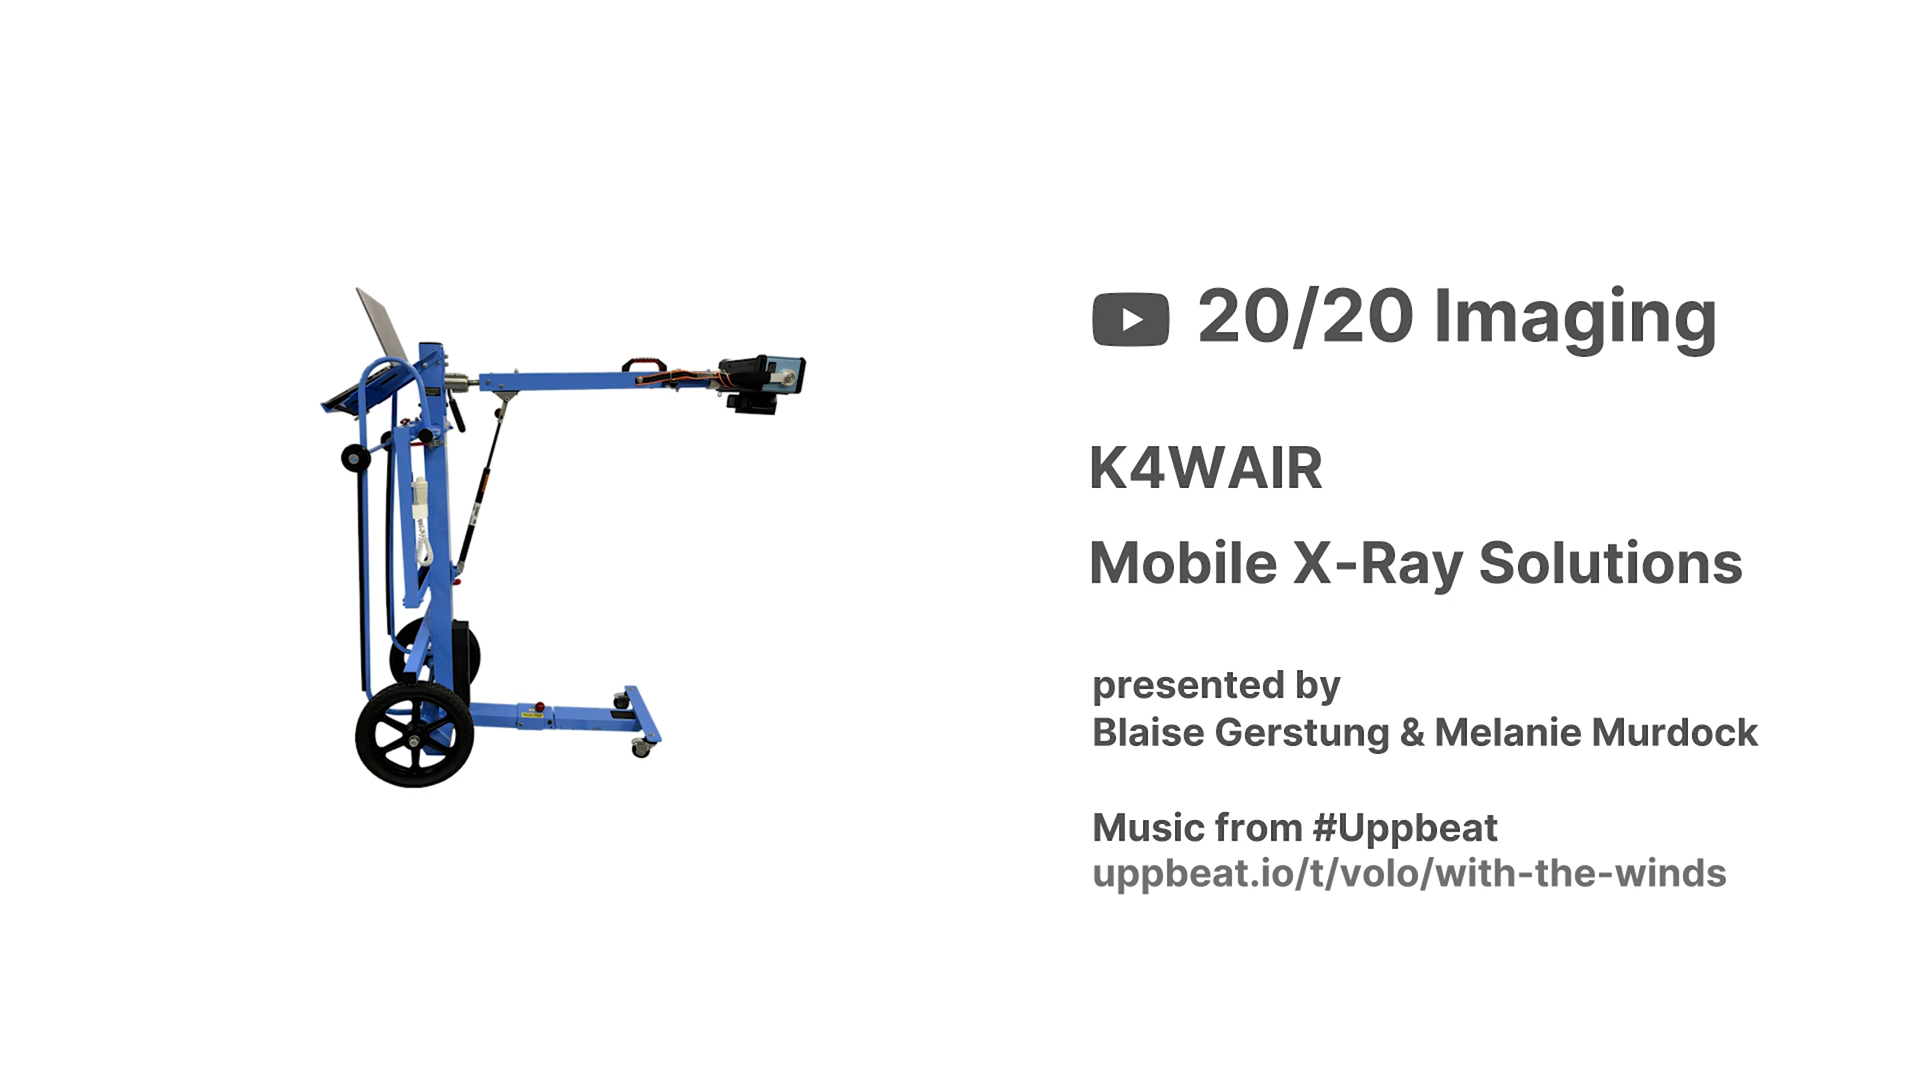 20/20 Imaging
K4WAIR
Mobile X-Ray Solutions
presented by
Blaise Gerstung & Melanie Murdock
Music from #Uppbeat
uppbeat.io/t/volo/with-the-winds